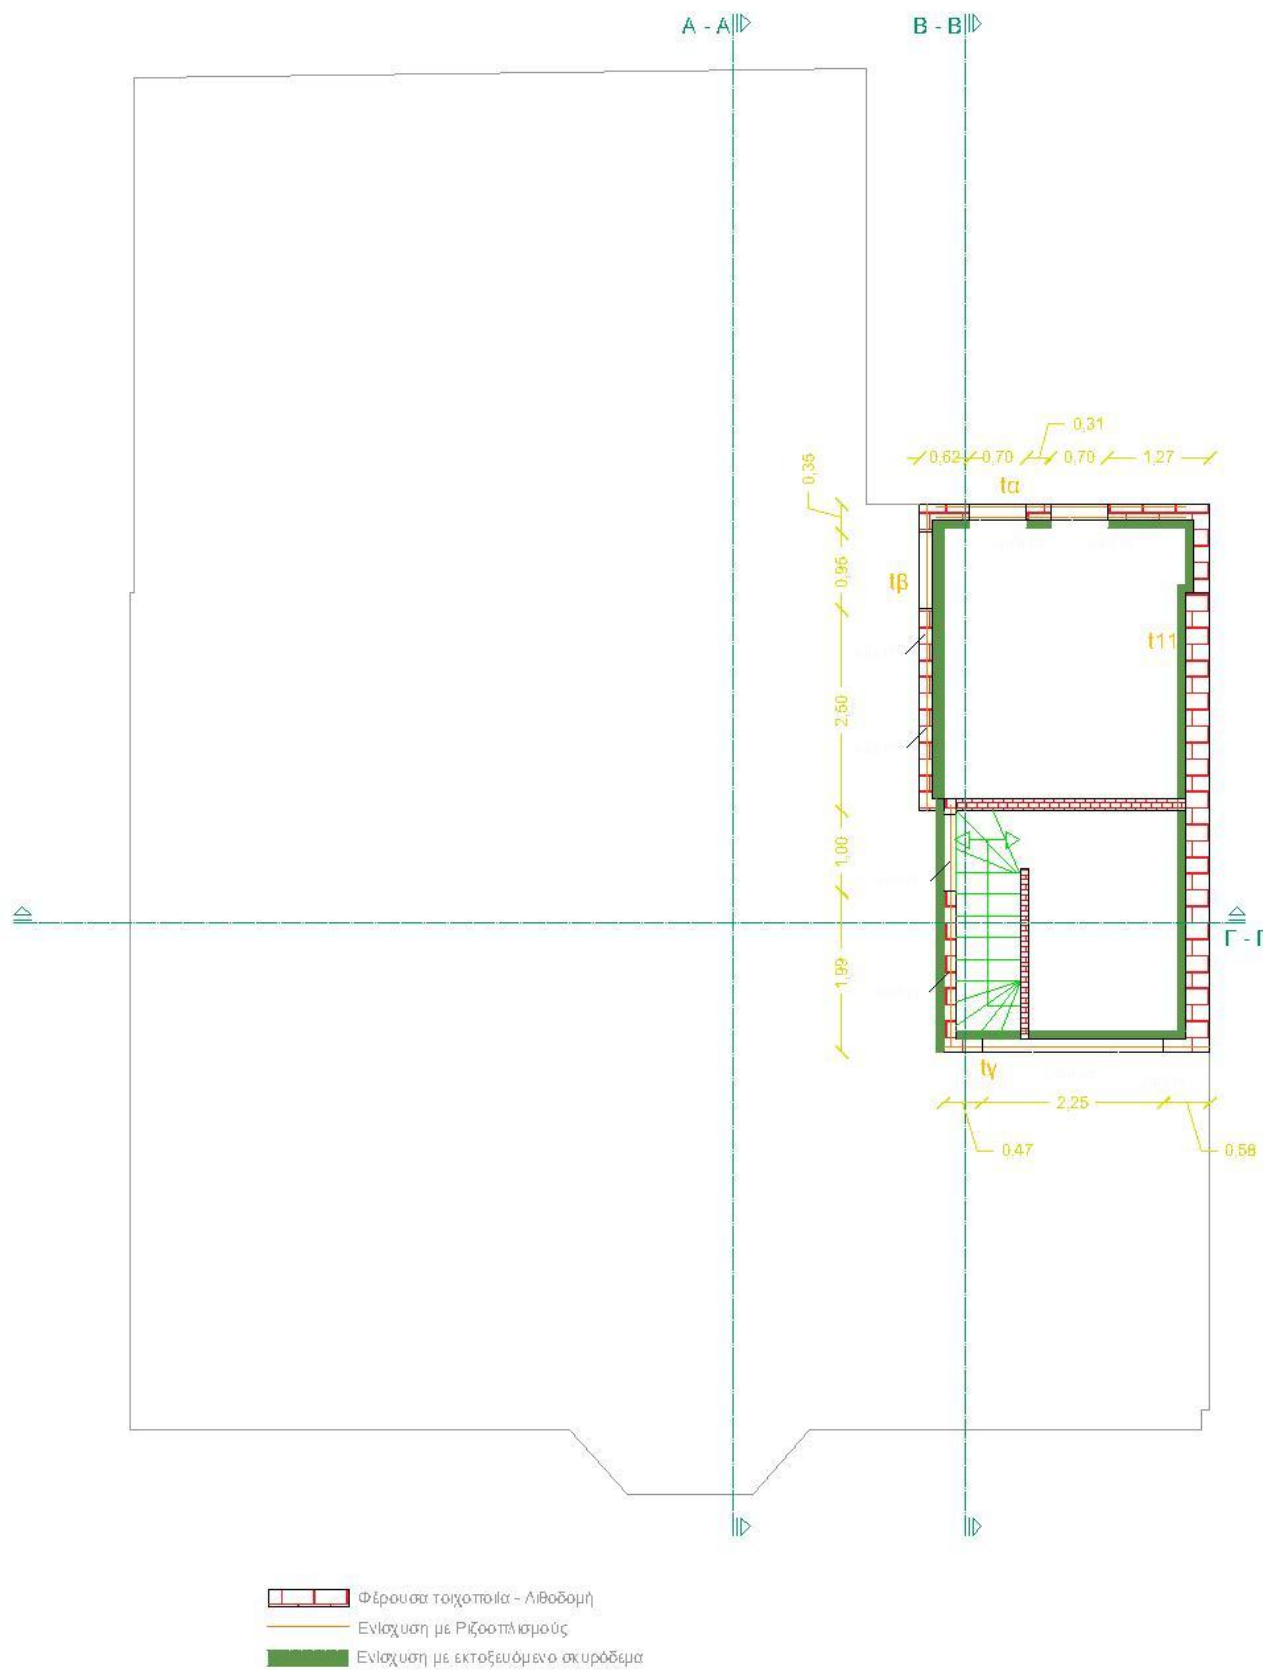 A - A
B - B
0,31
0,62
0,70
0,70
1,27
tα
0,35
0,95
tβ
t11
2,50
1,00
Γ - Γ
1,99
tγ
2,25
0,47
0,58
Φέρουσα τοιχοποιία - Λιθοδομή
Ενίσχυση με Ριζοοπλισμούς
Ενίσχυση με εκτοξευόμενο σκυρόδεμα